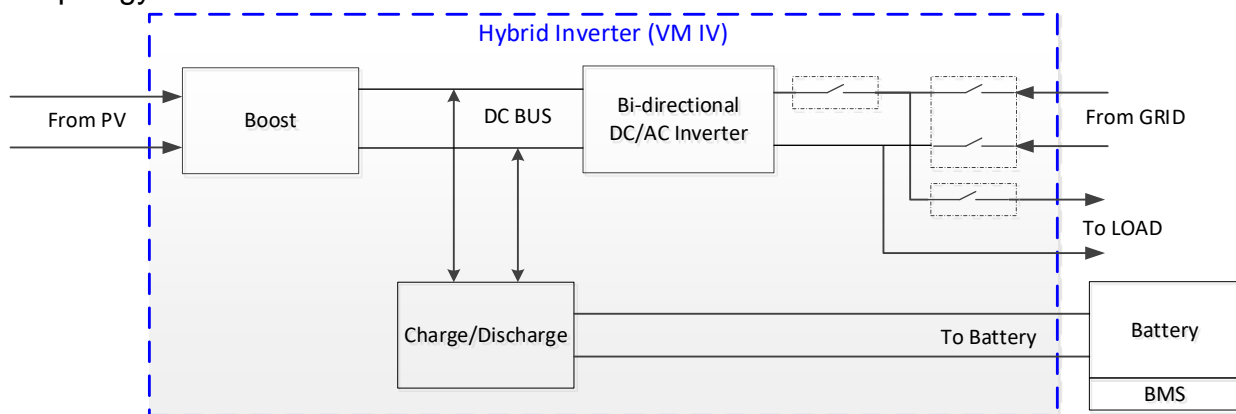 Hybrid Inverter (VM IV)
From PV
Boost
DC BUS
Bi-directional
DC/AC Inverter
From GRID
To LOAD
Charge/Discharge
To Battery
Battery
BMS